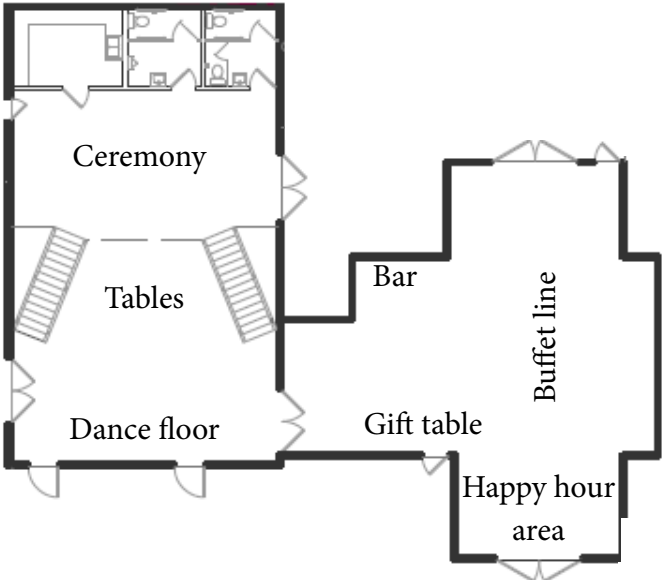 Ceremony
Tables
Dance floor
Bar
Buffet line
Gift table
Happy hour
area